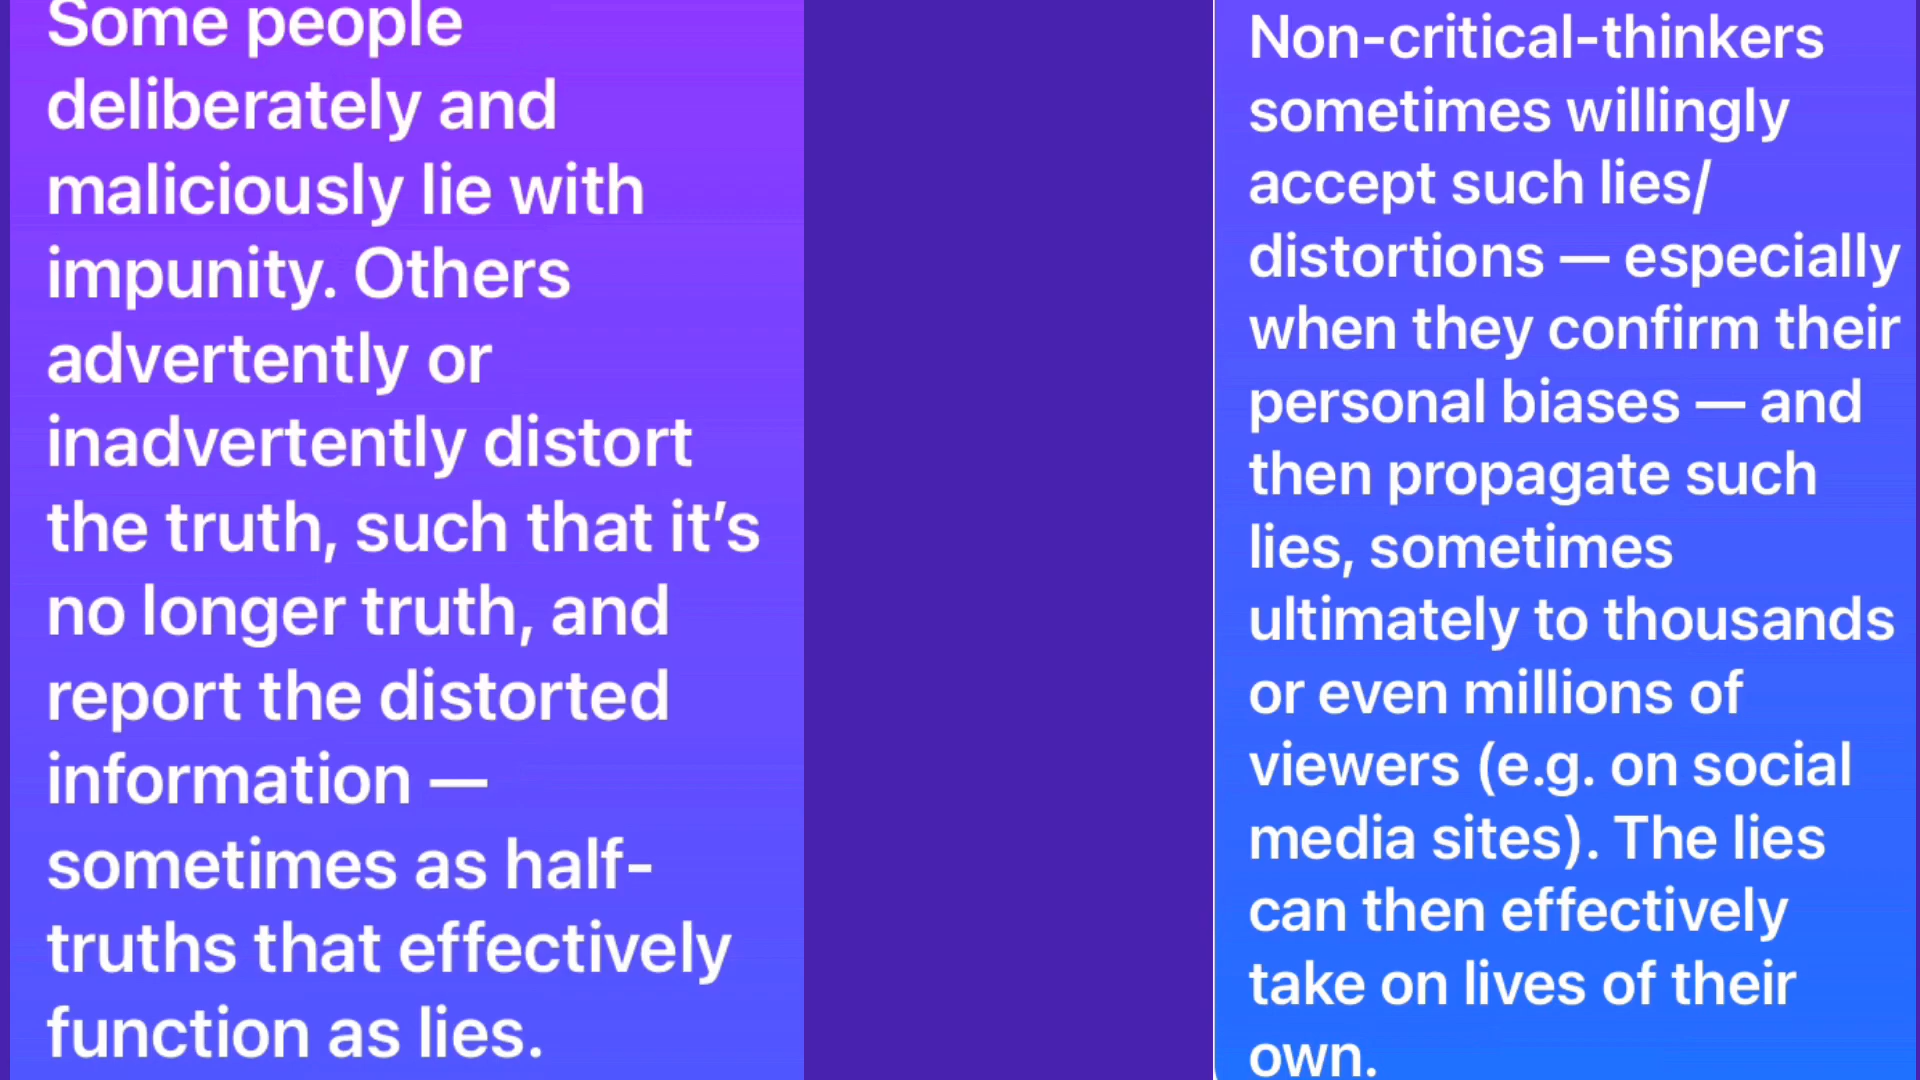 Some people
deliberately and
maliciously lie with
impunity. Others
advertently or
inadvertently distort
the truth, such that it’s
no longer truth, and
report the distorted
information —
sometimes as half-
truths that effectively
function as lies.
Non-critical-thinkers
sometimes willingly
accept such lies/
distortions — especially
when they confirm their
personal biases — and
then propagate such
lies, sometimes
ultimately to thousands
or even millions of
viewers (e.g. on social
media sites). The lies
can then effectively
take on lives of their
own.